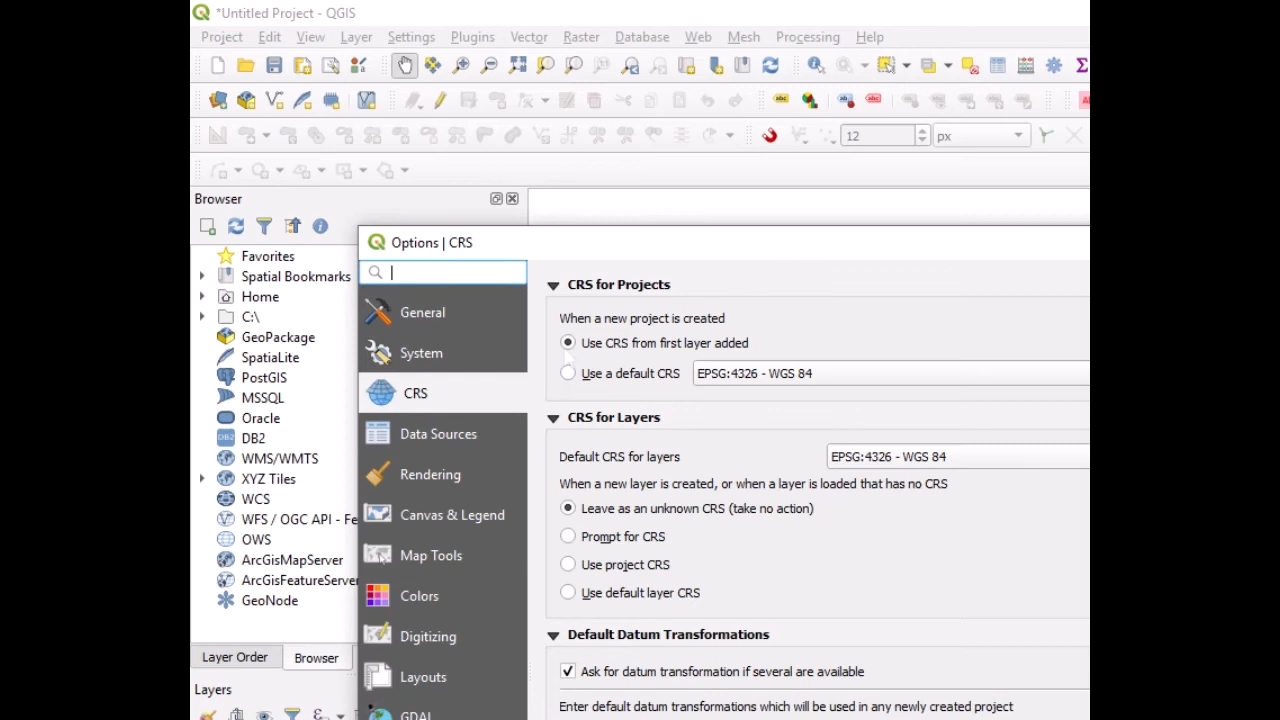 *Untitled Project - QGIS
Project Edit View Layer Settings Plugins Vector Raster Database Web Mesh Processing Help
abc ab abc
12 px
Browser
Options | CRS
Favorites
Spatial Bookmarks
Home
C:\
GeoPackage
SpatiaLite
PostGIS
MSSQL
Oracle
DB2 DB2
WMS/WMTS
XYZ Tiles
WCS
WFS / OGC API - Fe
OWS
ArcGisMapServer
ArcGisFeatureServer
GeoNode
Layer Order Browser
Layers
General
System
CRS
Data Sources
Rendering
Canvas & Legend
Map Tools
Colors
Digitizing
Layouts
GDAL
CRS for Projects
When a new project is created
Use CRS from first layer added
Use a default CRS EPSG:4326 - WGS 84
CRS for Layers
Default CRS for layers EPSG:4326 - WGS 84
When a new layer is created, or when a layer is loaded that has no CRS
Leave as an unknown CRS (take no action)
Prompt for CRS
Use project CRS
Use default layer CRS
Default Datum Transformations
Ask for datum transformation if several are available
Enter default datum transformations which will be used in any newly created project